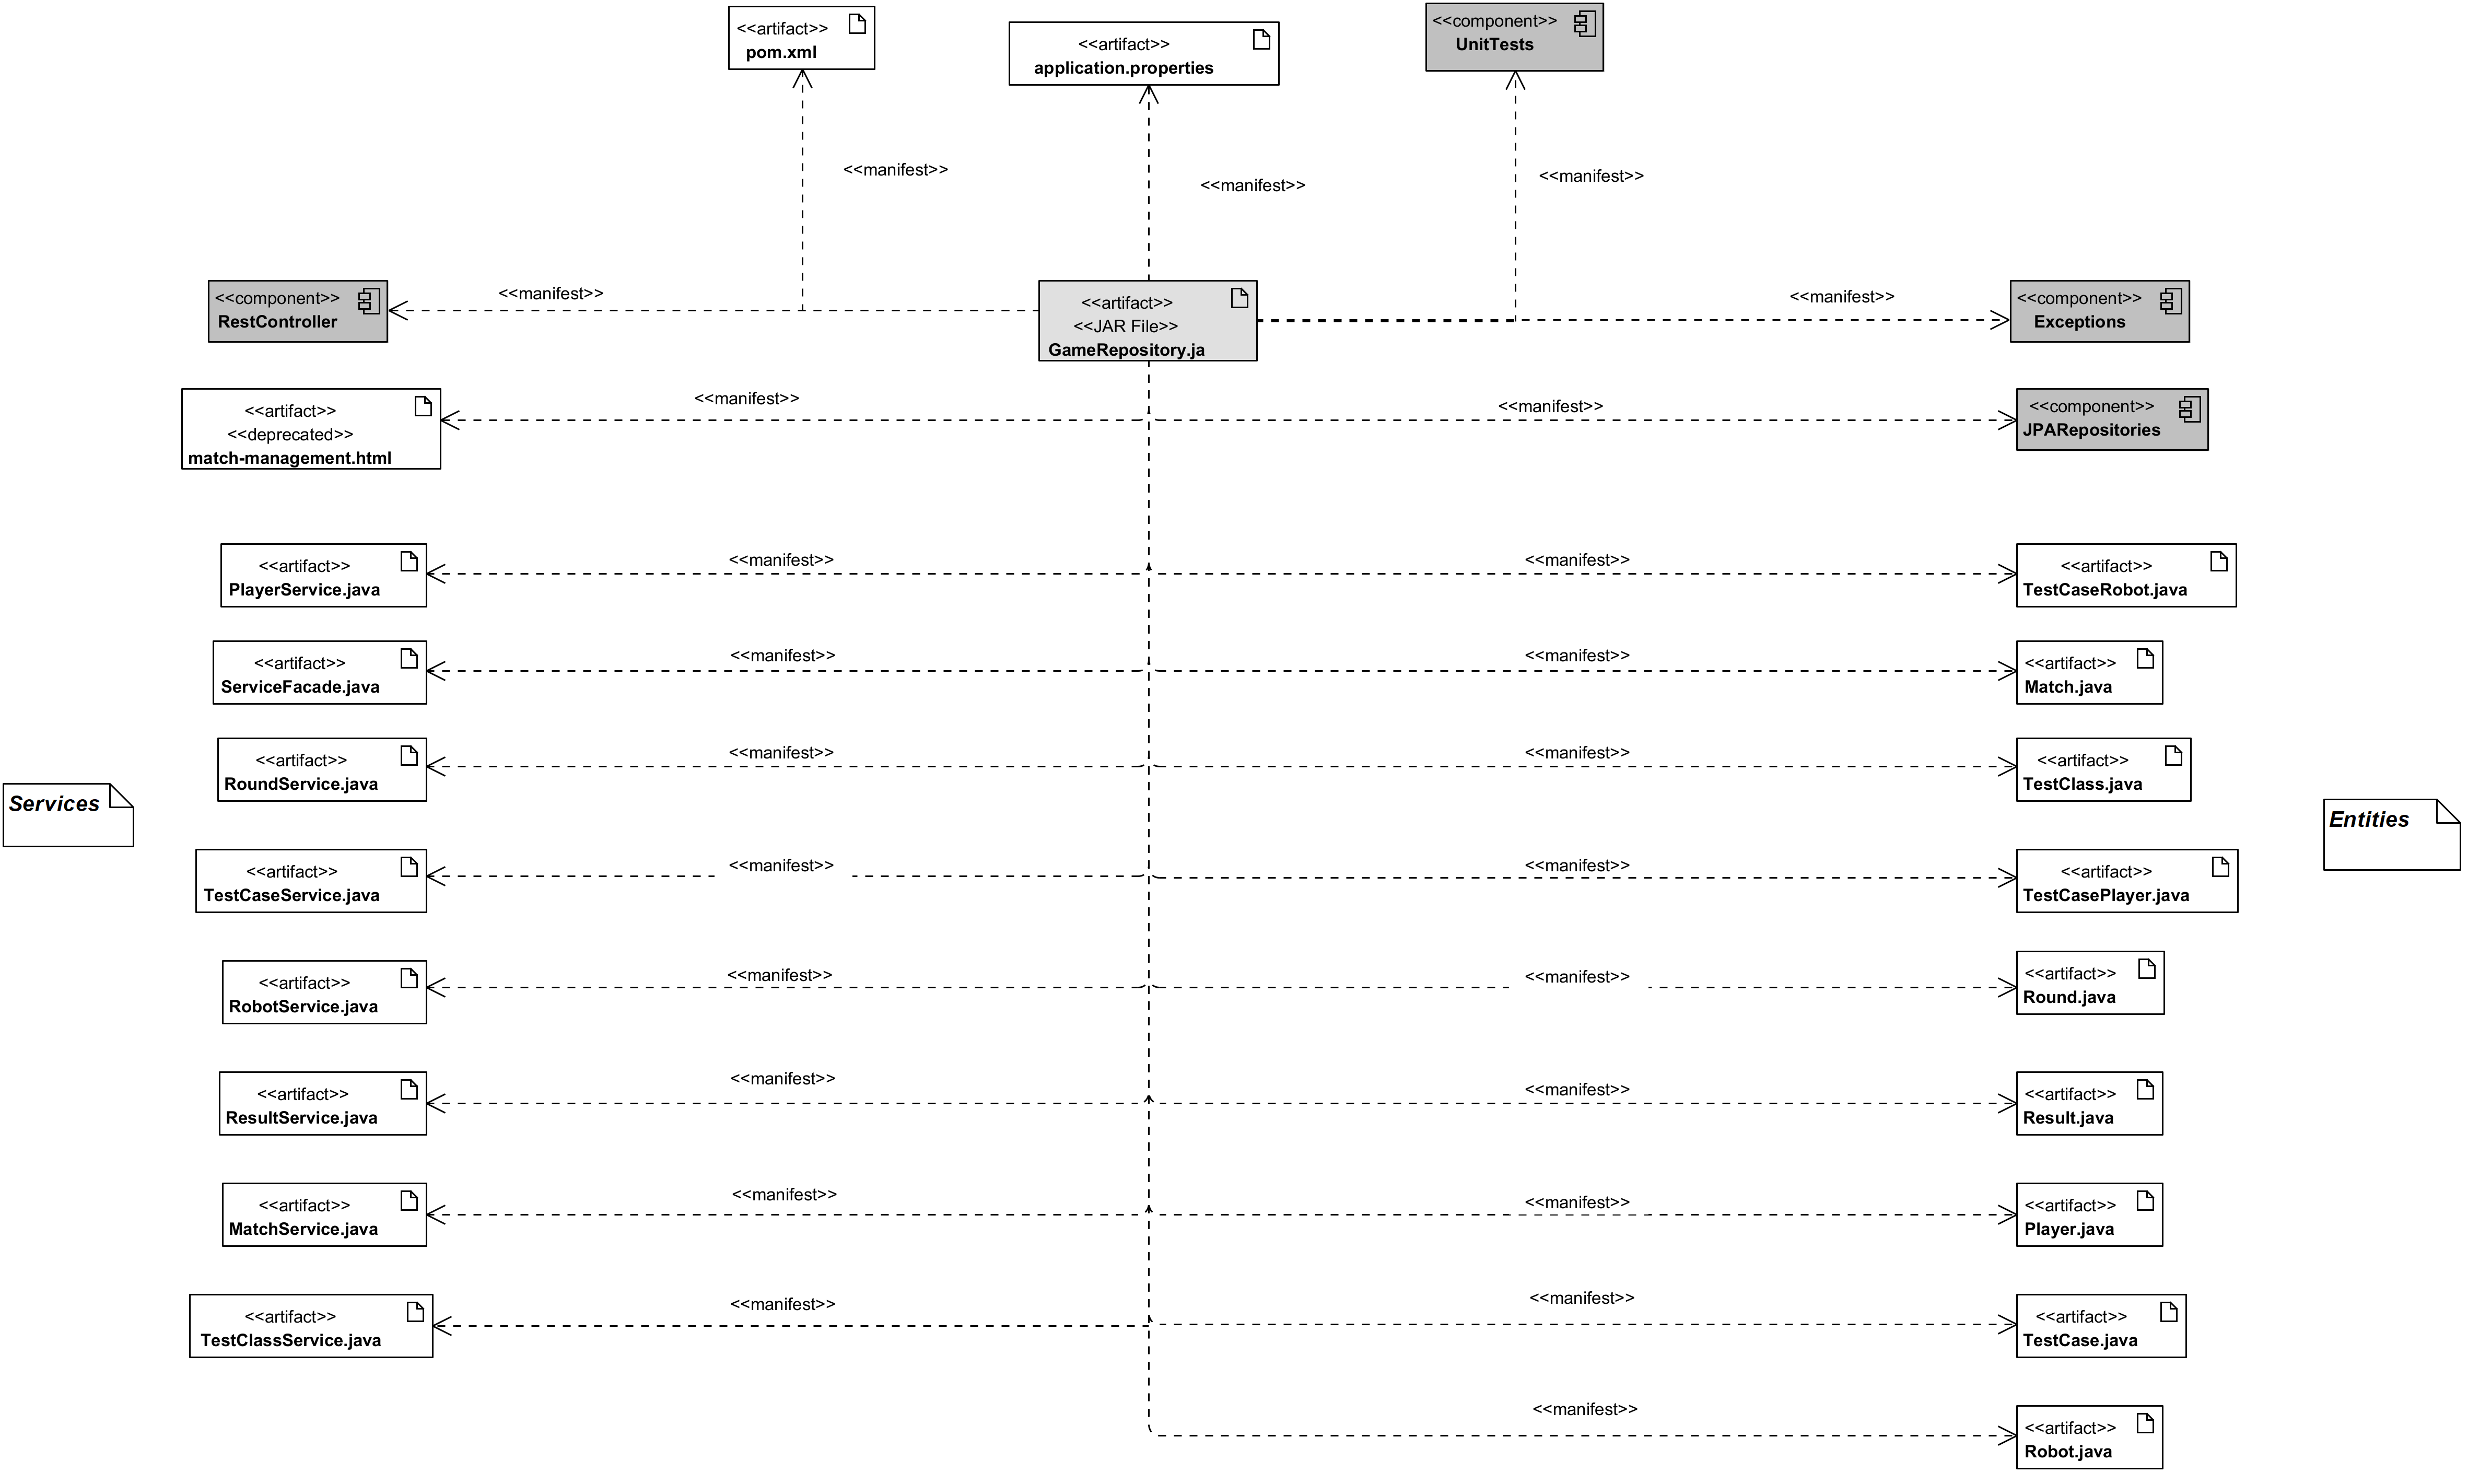 <<artifact>>
pom.xml
<<artifact>>
application.properties
<<component>>
UnitTests
<<manifest>>
<<manifest>>
<<manifest>>
<<component>>
RestController
<<manifest>>
<<artifact>>
<<JAR File>>
GameRepository.ja
<<manifest>>
<<component>>
Exceptions
<<artifact>>
<<deprecated>>
match-management.html
<<manifest>>
<<manifest>>
<<component>>
JPARepositories
<<artifact>>
PlayerService.java
<<manifest>>
<<manifest>>
<<artifact>>
TestCaseRobot.java
<<artifact>>
ServiceFacade.java
<<manifest>>
<<manifest>>
<<artifact>>
Match.java
<<artifact>>
RoundService.java
<<manifest>>
<<manifest>>
<<artifact>>
TestClass.java
Services
Entities
<<artifact>>
TestCaseService.java
<<manifest>>
<<manifest>>
<<artifact>>
TestCasePlayer.java
<<artifact>>
RobotService.java
<<manifest>>
<<manifest>>
<<artifact>>
Round.java
<<artifact>>
ResultService.java
<<manifest>>
<<manifest>>
<<artifact>>
Result.java
<<artifact>>
MatchService.java
<<manifest>>
<<manifest>>
<<artifact>>
Player.java
<<artifact>>
TestClassService.java
<<manifest>>
<<manifest>>
<<artifact>>
TestCase.java
<<manifest>>
<<artifact>>
Robot.java